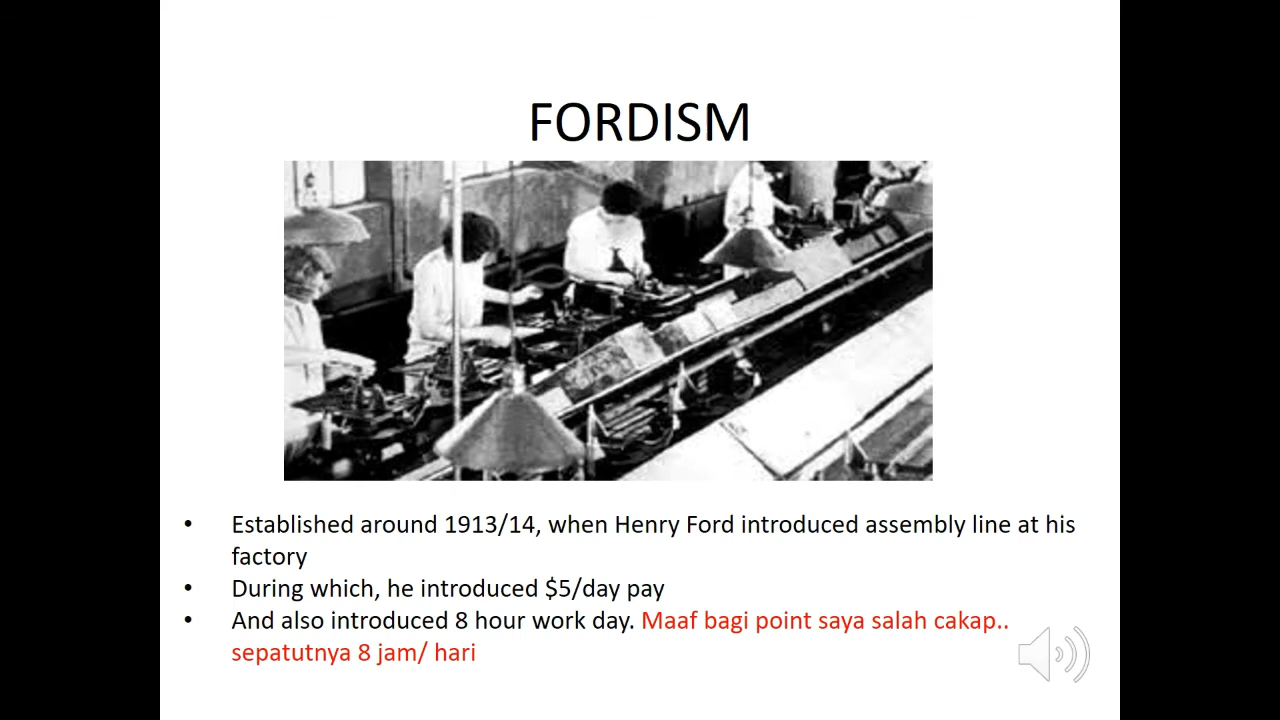 FORDISM
• Established around 1913/14, when Henry Ford introduced assembly line at his
factory
• During which, he introduced $5/day pay
• And also introduced 8 hour work day. Maaf bagi point saya salah cakap..
sepatutnya 8 jam/ hari